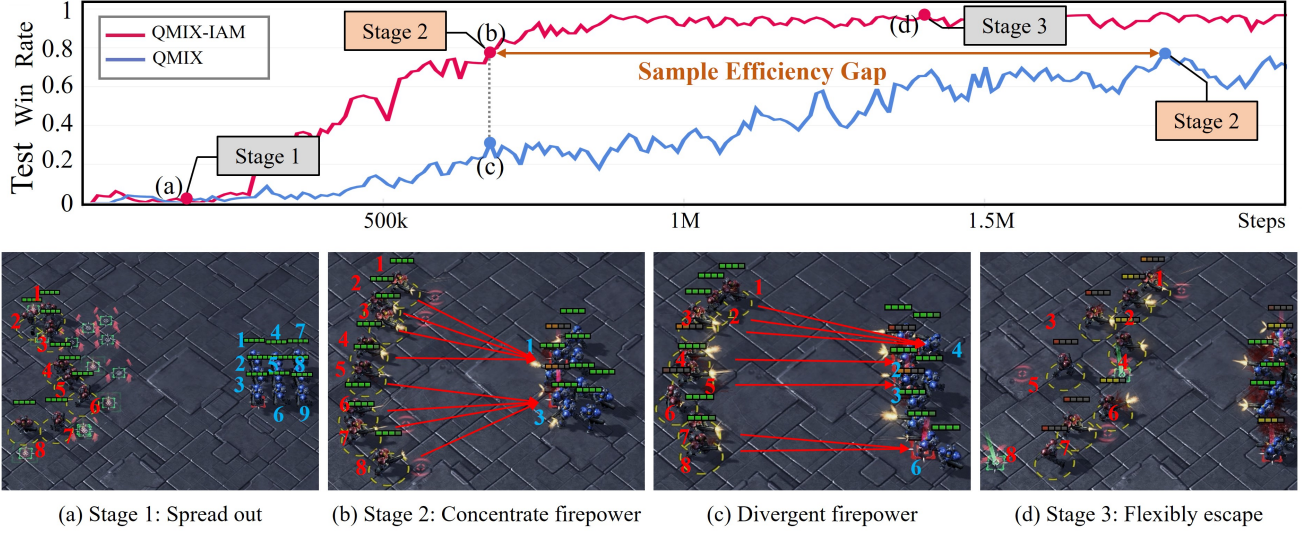 Test Win Rate
1
0.8
0.6
0.4
0.2
0
QMIX-IAM
QMIX
Stage 2
(b)
(d)
Stage 3
Sample Efficiency Gap
Stage 2
(a)
Stage 1
(c)
500k
1M
1.5M
Steps
1
2
3
4
5
6
7
8
1
4
7
2
5
8
3
6
9
1
2
3
4
5
6
7
8
1
3
1
2
3
4
5
6
7
8
4
2
3
6
1
2
3
4
5
6
7
8
(a) Stage 1: Spread out
(b) Stage 2: Concentrate firepower
(c) Divergent firepower
(d) Stage 3: Flexibly escape